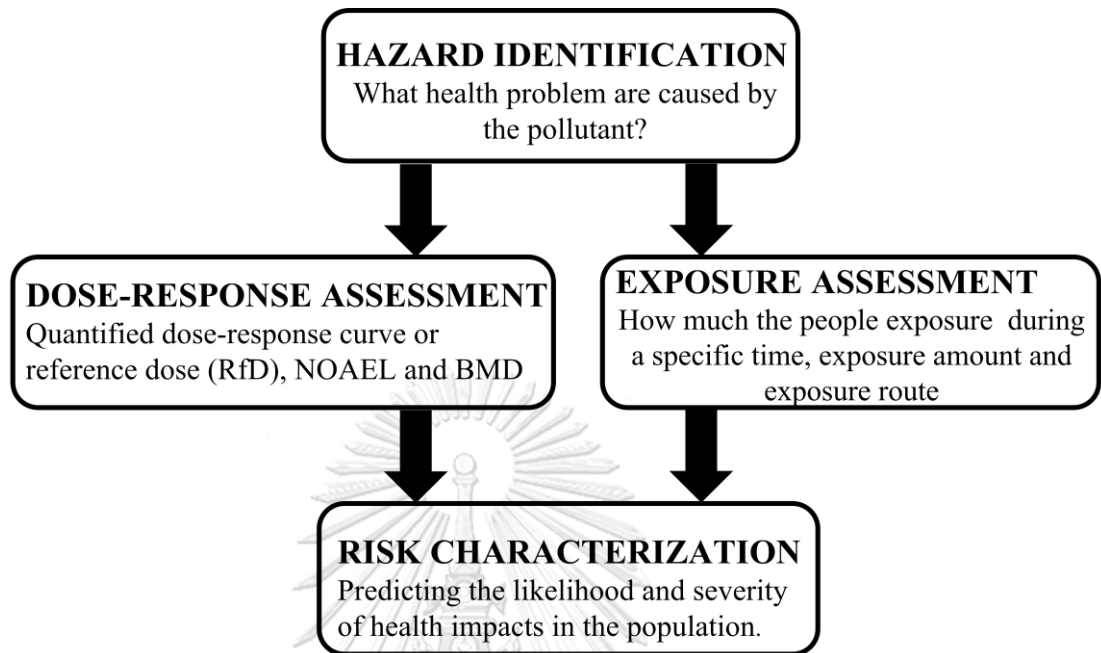 HAZARD IDENTIFICATION
What health problem are caused by
the pollutant?
DOSE-RESPONSE ASSESSMENT
Quantified dose-response curve or
reference dose (RfD), NOAEL and BMD
EXPOSURE ASSESSMENT
How much the people exposure during
a specific time, exposure amount and
exposure route
RISK CHARACTERIZATION
Predicting the likelihood and severity
of health impacts in the population.